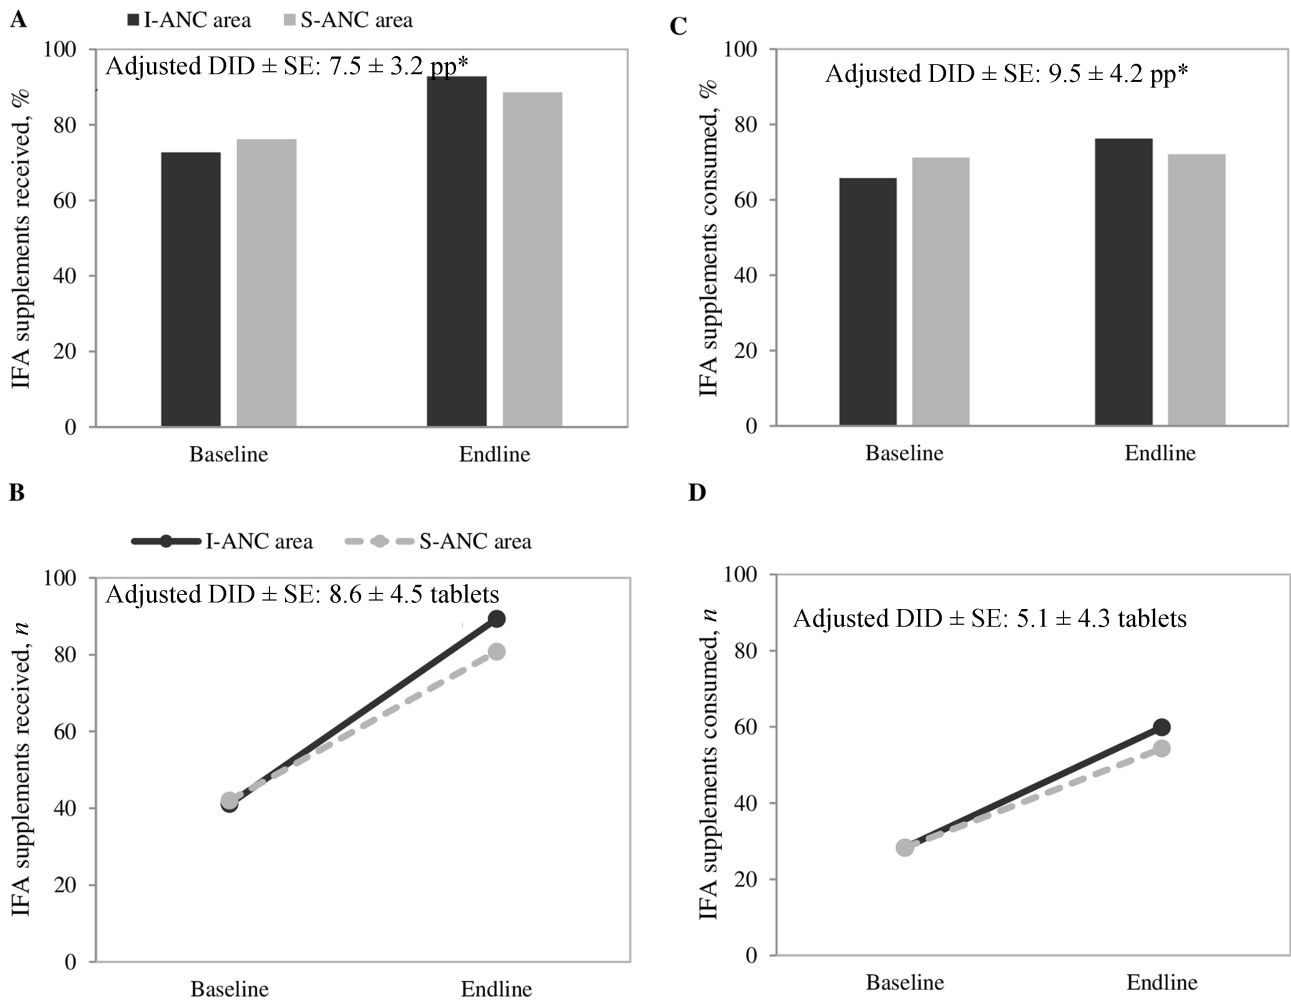 A
I-ANC area S-ANC area
Adjusted DID ± SE: 7.5 ± 3.2 pp*
IFA supplements received, %
100
80
60
40
20
0
Baseline Endline
C
Adjusted DID ± SE: 9.5 ± 4.2 pp*
IFA supplements consumed, %
100
80
60
40
20
0
Baseline Endline
B
I-ANC area S-ANC area
Adjusted DID ± SE: 8.6 ± 4.5 tablets
IFA supplements received, n
100
80
60
40
20
0
Baseline Endline
D
Adjusted DID ± SE: 5.1 ± 4.3 tablets
IFA supplements consumed, n
100
80
60
40
20
0
Baseline Endline